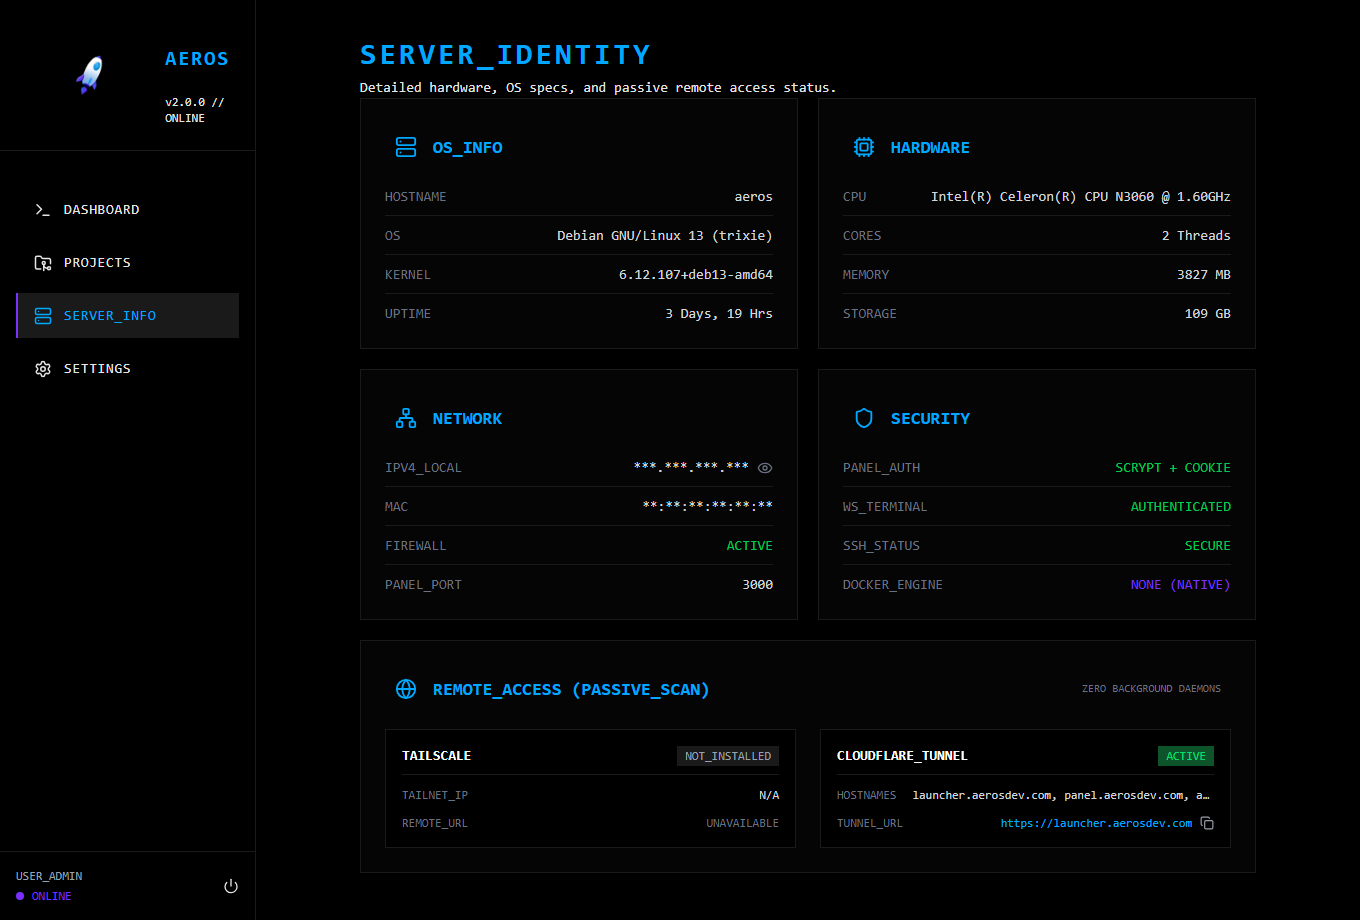 AEROS
v2.0.0 //
ONLINE
DASHBOARD
PROJECTS
SERVER_INFO
SETTINGS
USER_ADMIN
ONLINE
SERVER_IDENTITY
Detailed hardware, OS specs, and passive remote access status.
OS_INFO
HOSTNAME aeros
OS Debian GNU/Linux 13 (trixie)
KERNEL 6.12.107+deb13-amd64
UPTIME 3 Days, 19 Hrs
HARDWARE
CPU Intel(R) Celeron(R) CPU N3060 @ 1.60GHz
CORES 2 Threads
MEMORY 3827 MB
STORAGE 109 GB
NETWORK
IPV4_LOCAL ***.***.***.***
MAC **:**:**:**:**:**
FIREWALL ACTIVE
PANEL_PORT 3000
SECURITY
PANEL_AUTH SCRYPT + COOKIE
WS_TERMINAL AUTHENTICATED
SSH_STATUS SECURE
DOCKER_ENGINE NONE (NATIVE)
REMOTE_ACCESS (PASSIVE_SCAN)
ZERO BACKGROUND DAEMONS
TAILSCALE NOT_INSTALLED
TAILNET_IP N/A
REMOTE_URL UNAVAILABLE
CLOUDFLARE_TUNNEL ACTIVE
HOSTNAMES launcher.aerosdev.com, panel.aerosdev.com, a…
TUNNEL_URL https://launcher.aerosdev.com